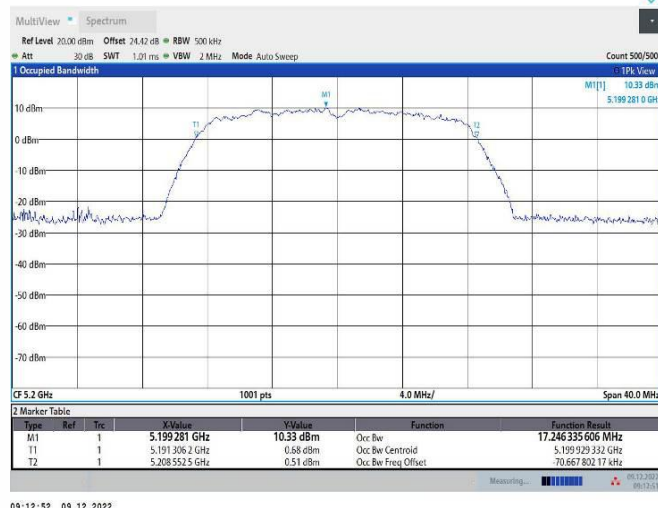 MultiView Spectrum
Ref Level 20.00 dBm Offset 24.42 dB RBW 500 kHz
Att 30 dB SWT 1.01 ms VBW 2 MHz Mode Auto Sweep Count 500/500
1 Occupied Bandwidth 1Pk View
M1[1] 10.33 dBm
5.199 281 0 GH
M1
10 dBm
T1
T2
0 dBm
-10 dBm
-20 dBm
-30 dBm
-40 dBm
-50 dBm
-60 dBm
-70 dBm
CF 5.2 GHz 1001 pts 4.0 MHz/ Span 40.0 MHz
2 Marker Table
Type Ref Trc X-Value Y-Value Function Function Result
M1 1 5.199 281 GHz 10.33 dBm Occ Bw 17.246 335 606 MHz
T1 1 5.191 306 2 GHz 0.68 dBm Occ Bw Centroid 5.199 929 332 GHz
T2 1 5.208 552 5 GHz 0.51 dBm Occ Bw Freq Offset -70.667 802 17 kHz
Measuring... 09.12.2022
09:12:51
09:12:52 09.12.2022